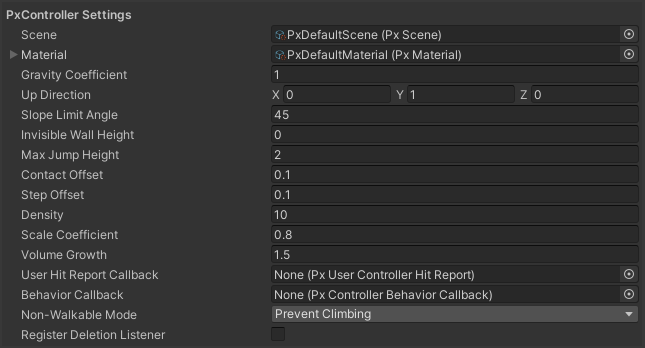 PxController Settings
Scene PxDefaultScene (Px Scene)
Material PxDefaultMaterial (Px Material)
Gravity Coefficient 1
Up Direction X 0 Y 1 Z 0
Slope Limit Angle 45
Invisible Wall Height 0
Max Jump Height 2
Contact Offset 0.1
Step Offset 0.1
Density 10
Scale Coefficient 0.8
Volume Growth 1.5
User Hit Report Callback None (Px User Controller Hit Report)
Behavior Callback None (Px Controller Behavior Callback)
Non-Walkable Mode Prevent Climbing
Register Deletion Listener